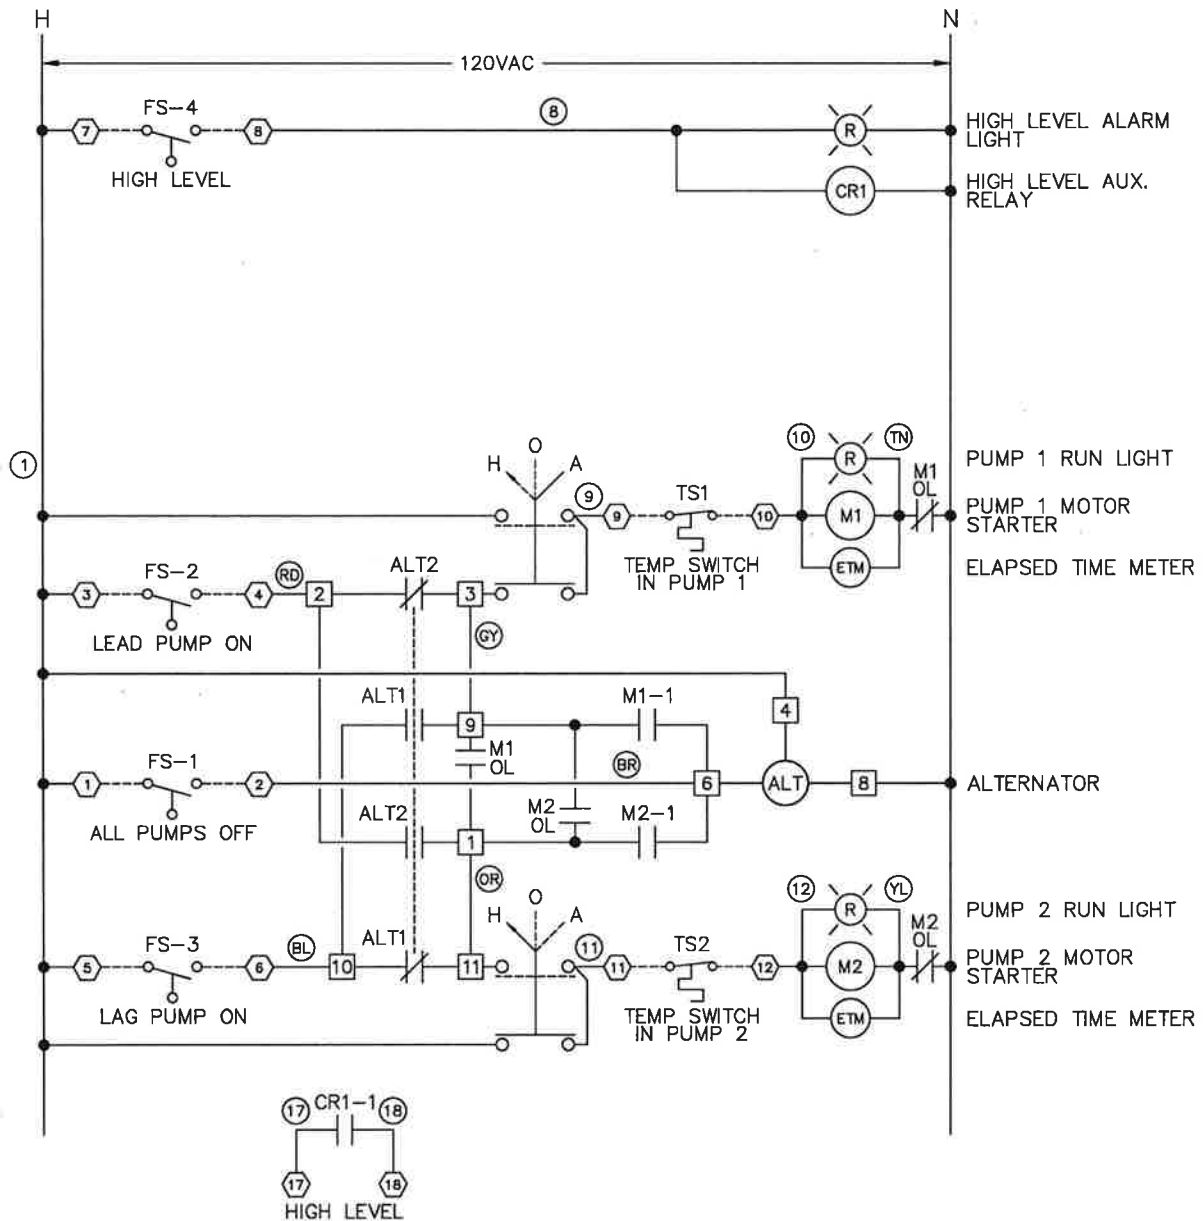 H
N
120VAC
FS-4
7
8
8
R
HIGH LEVEL ALARM
LIGHT
HIGH LEVEL
CR1
HIGH LEVEL AUX.
RELAY
1
O
H
A
9
9
TS1
10
10
R
TN
M1
OL
PUMP 1 RUN LIGHT
M1
PUMP 1 MOTOR
STARTER
TEMP SWITCH
IN PUMP 1
ETM
ELAPSED TIME METER
3
FS-2
4
RD
2
ALT2
3
LEAD PUMP ON
GY
ALT1
9
M1-1
4
M1
OL
1
FS-1
2
BR
6
ALT
8
ALTERNATOR
ALL PUMPS OFF
ALT2
1
M2
OL
M2-1
OR
O
H
A
12
R
YL
M2
OL
PUMP 2 RUN LIGHT
5
FS-3
6
BL
10
ALT1
11
11
11
TS2
12
M2
PUMP 2 MOTOR
STARTER
LAG PUMP ON
TEMP SWITCH
IN PUMP 2
ETM
ELAPSED TIME METER
17
CR1-1
18
17
18
HIGH LEVEL